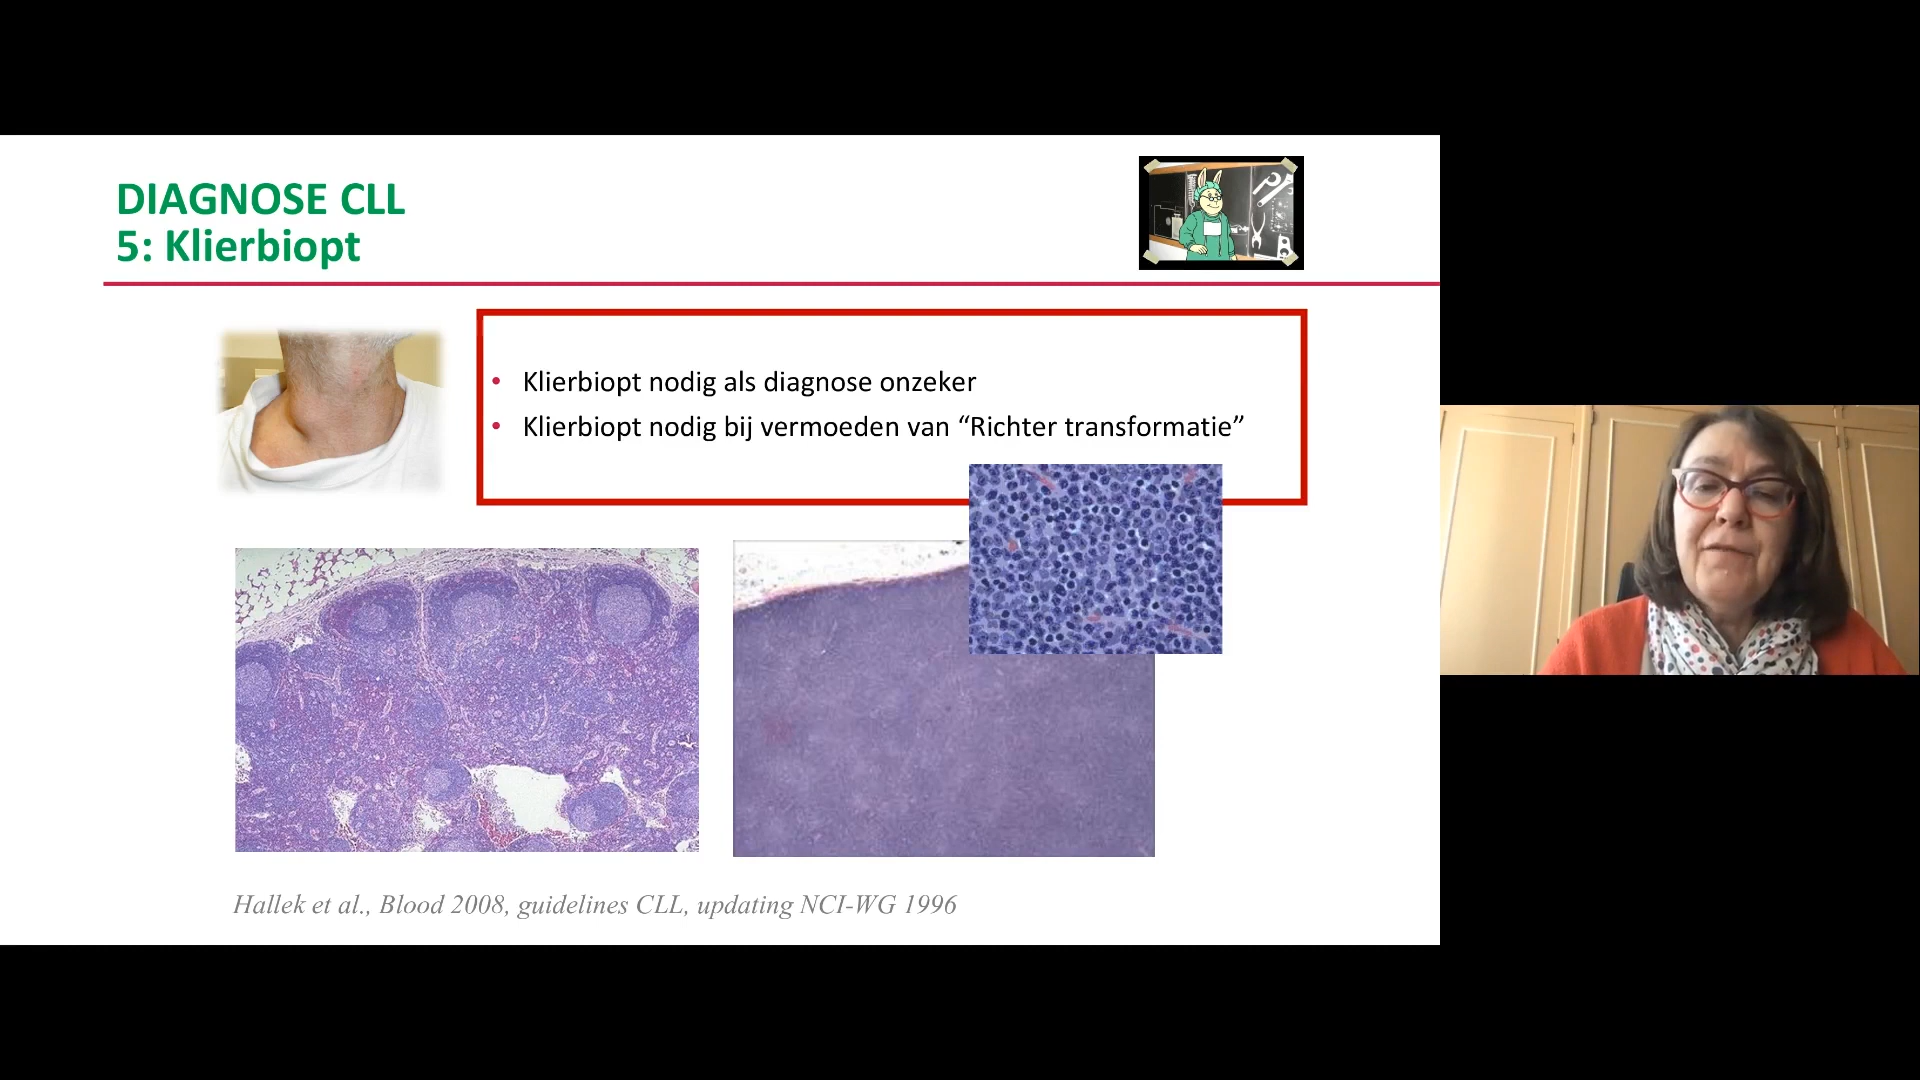 DIAGNOSE CLL
5: Klierbiopt
• Klierbiopt nodig als diagnose onzeker
• Klierbiopt nodig bij vermoeden van “Richter transformatie”
Hallek et al., Blood 2008, guidelines CLL, updating NCI-WG 1996